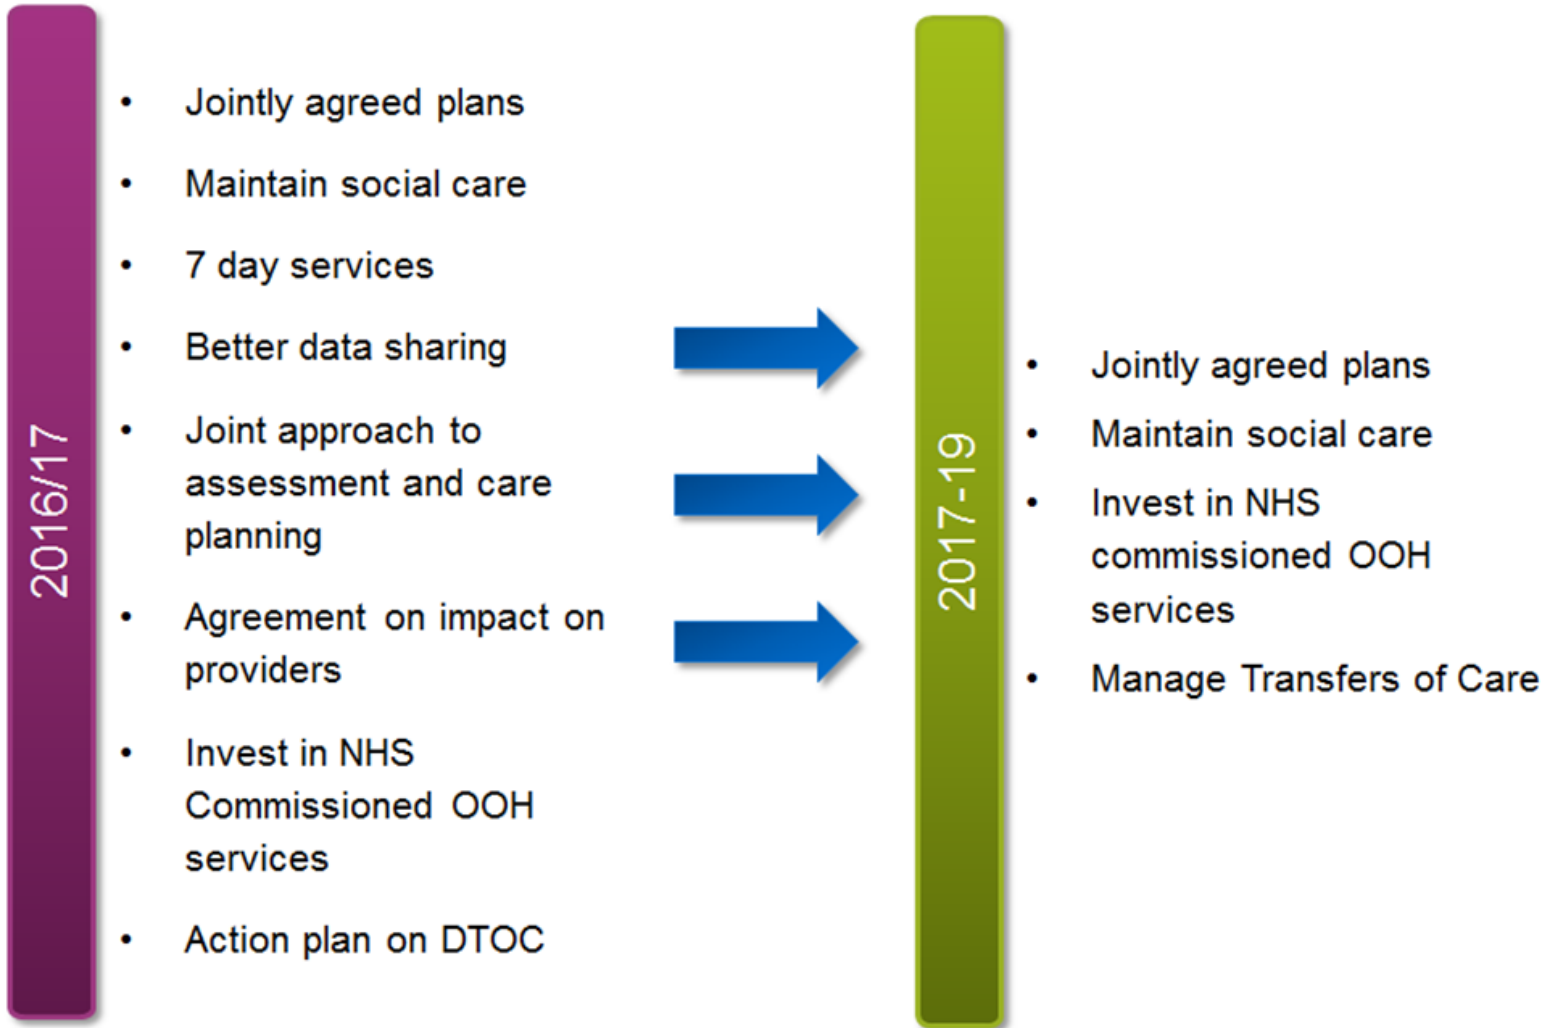 2016/17
• Jointly agreed plans
• Maintain social care
• 7 day services
• Better data sharing
• Joint approach to
assessment and care
planning
• Agreement on impact on
providers
• Invest in NHS
Commissioned OOH
services
• Action plan on DTOC
2017-19
• Jointly agreed plans
• Maintain social care
• Invest in NHS
commissioned OOH
services
• Manage Transfers of Care